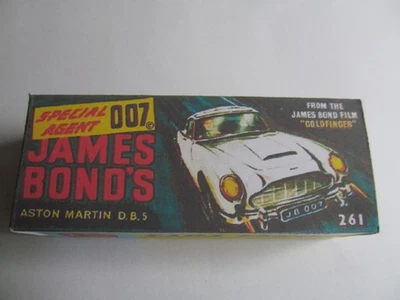 SPECIAL
AGENT
007©
JAMES
BOND'S
ASTON MARTIN D.B.5
FROM THE
JAMES BOND FILM
"GOLDFINGER"
JB 007
261